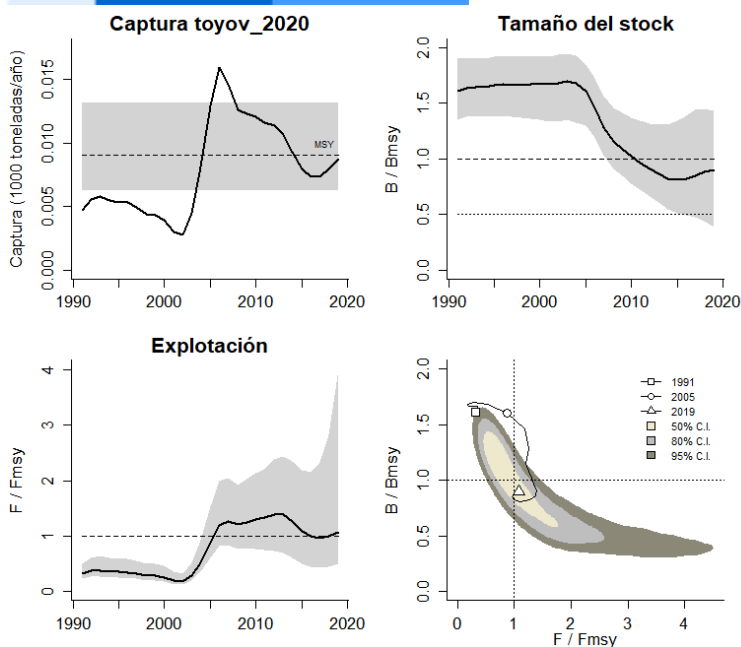 Captura toyov_2020
Captura (1000 toneladas/año)
0.000 0.005 0.010 0.015
MSY
1990 2000 2010 2020
Tamaño del stock
B / Bmsy
0.0 0.5 1.0 1.5 2.0
1990 2000 2010 2020
Explotación
F / Fmsy
0 1 2 3 4
1990 2000 2010 2020
B / Bmsy
0.0 0.5 1.0 1.5 2.0
1991
2005
2019
50% C.I.
80% C.I.
95% C.I.
0 1 2 3 4
F / Fmsy